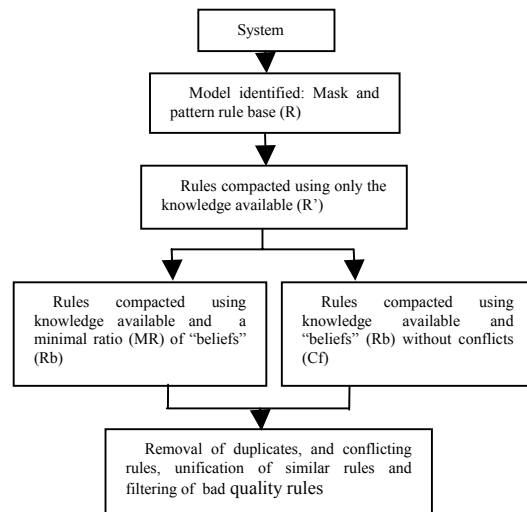 System
Model identified: Mask and
pattern rule base (R)
Rules compacted using only the
knowledge available (R’)
Rules compacted using
knowledge available and a
minimal ratio (MR) of “beliefs”
(Rb)
Rules compacted using
knowledge available and
“beliefs” (Rb) without conflicts
(Cf)
Removal of duplicates, and conflicting
rules, unification of similar rules and
filtering of bad quality rules